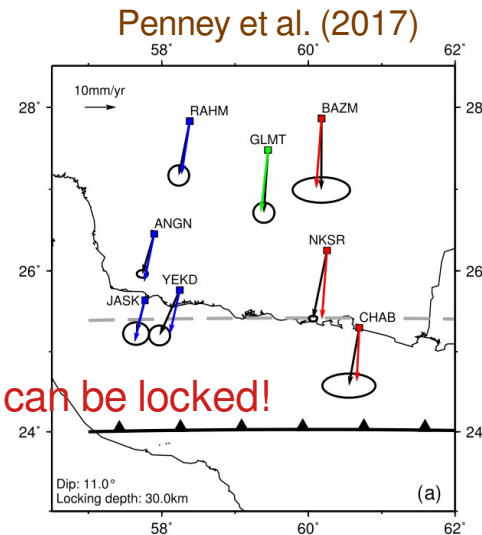 Penney et al. (2017)
58˚ 60˚ 62˚
10mm/yr
28˚ 28˚
RAHM
BAZM
GLMT
ANGN
NKSR
26˚ 26
YEKD
JASK
CHAB
can be locked!
24˚ 24
Dip: 11.0°
Locking depth: 30.0km
(a)
58˚ 60˚ 62˚